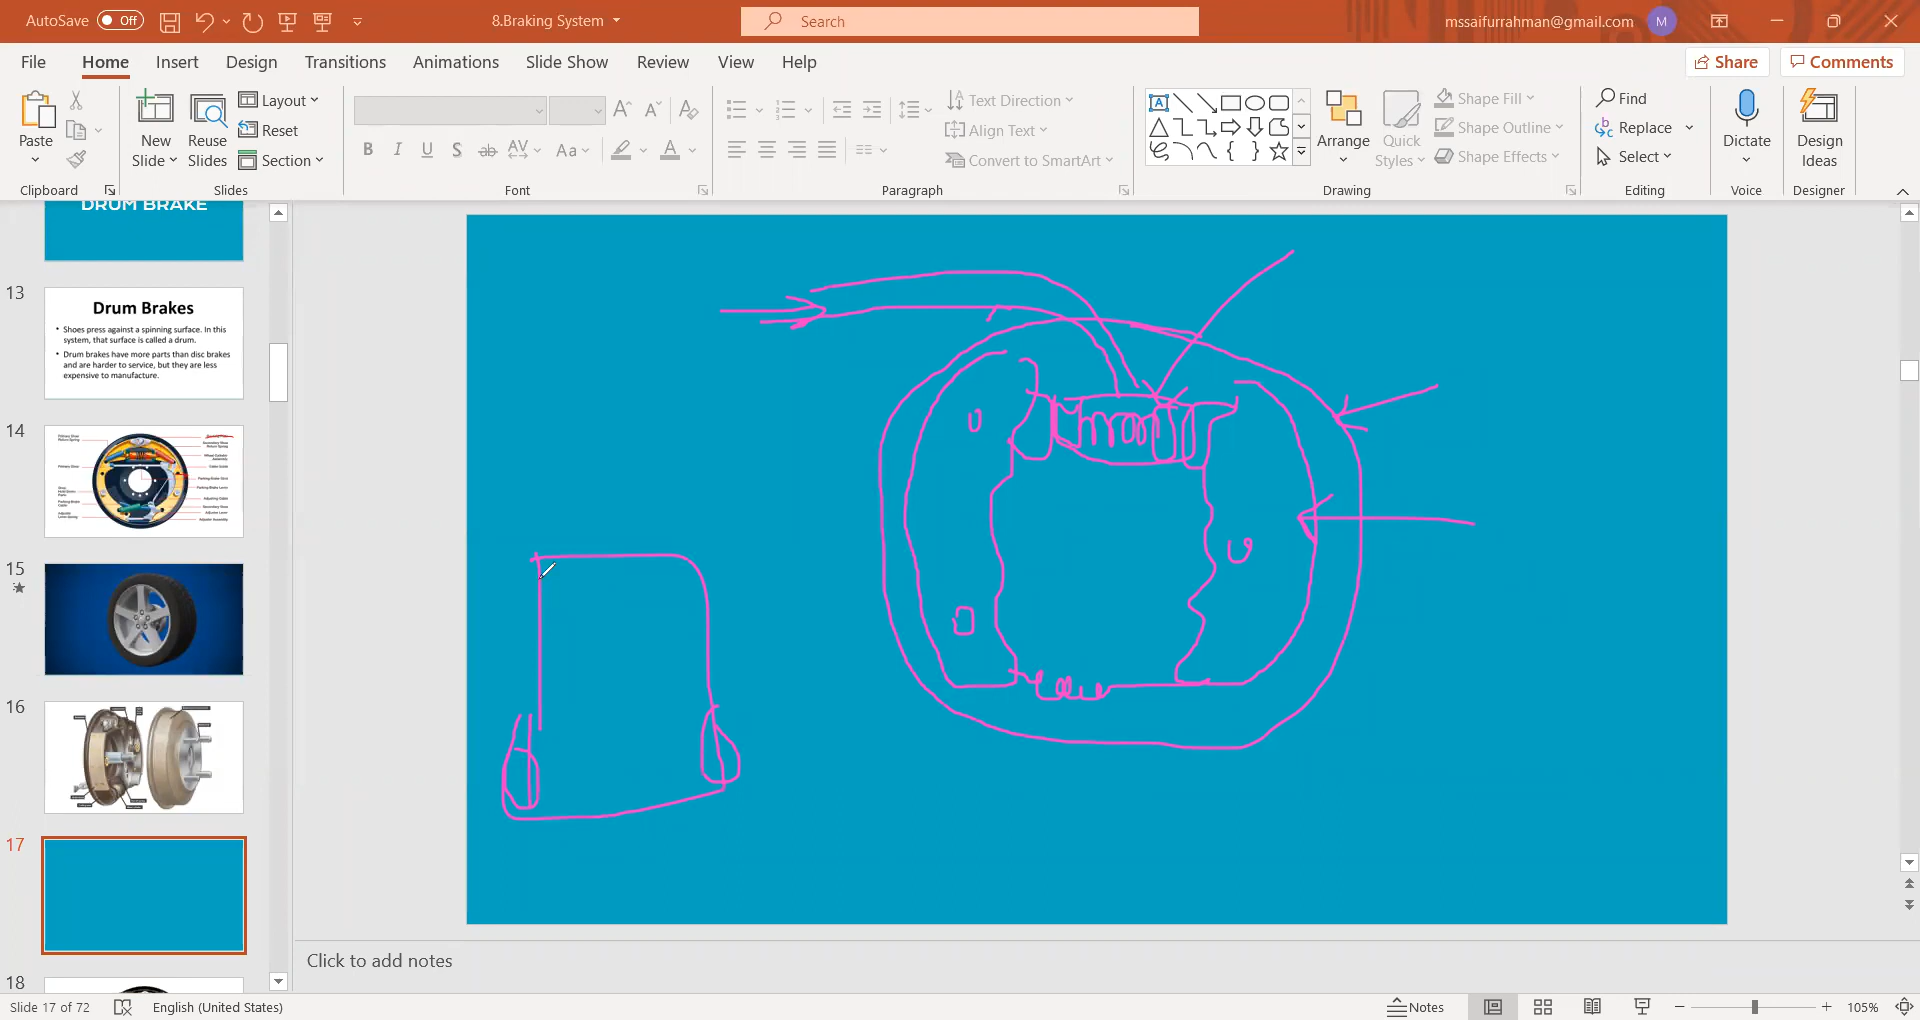 AutoSave Off
8.Braking System
Search
mssaifurrahman@gmail.com M
File Home Insert Design Transitions Animations Slide Show Review View Help
Share Comments
Paste
Clipboard
New Slide
Reuse Slides
Layout
Reset
Section
Slides
Font
Text Direction
Align Text
Convert to SmartArt
Paragraph
Arrange
Quick Styles
Shape Fill
Shape Outline
Shape Effects
Drawing
Find
Replace
Select
Editing
Dictate
Voice
Design Ideas
Designer
DRUM BRAKE
13
Drum Brakes
• Shoes press against a spinning surface. In this
system, that surface is called a drum.
• Drum brakes have more parts than disc brakes
and are harder to service, but they are less
expensive to manufacture.
14
15
16
17
18
Click to add notes
Slide 17 of 72
English (United States)
Notes
105%